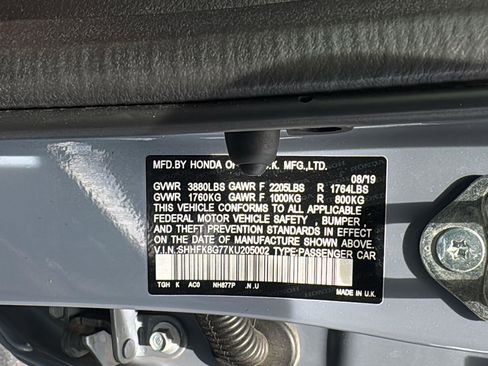 MFD.BY HONDA OF .K. MFG.,LTD.
08/19
GVWR 3880LBS GAWR F 2205LBS R 1764LBS
GVWR 1760KG GAWR F 1000KG R 800KG
THIS VEHICLE CONFORMS TO ALL APPLICABLE
FEDERAL MOTOR VEHICLE SAFETY , BUMPER ,
AND THEFT PREVENTION STANDARDS IN EFFECT
ON THE DATE OF MANUFACTURE SHOWN ABOVE.
V.I.N.:SHHFK8G77KU205002 TYPE:PASSENGER CAR
TGH K AC0 NH877P .N.U MADE IN U.K.